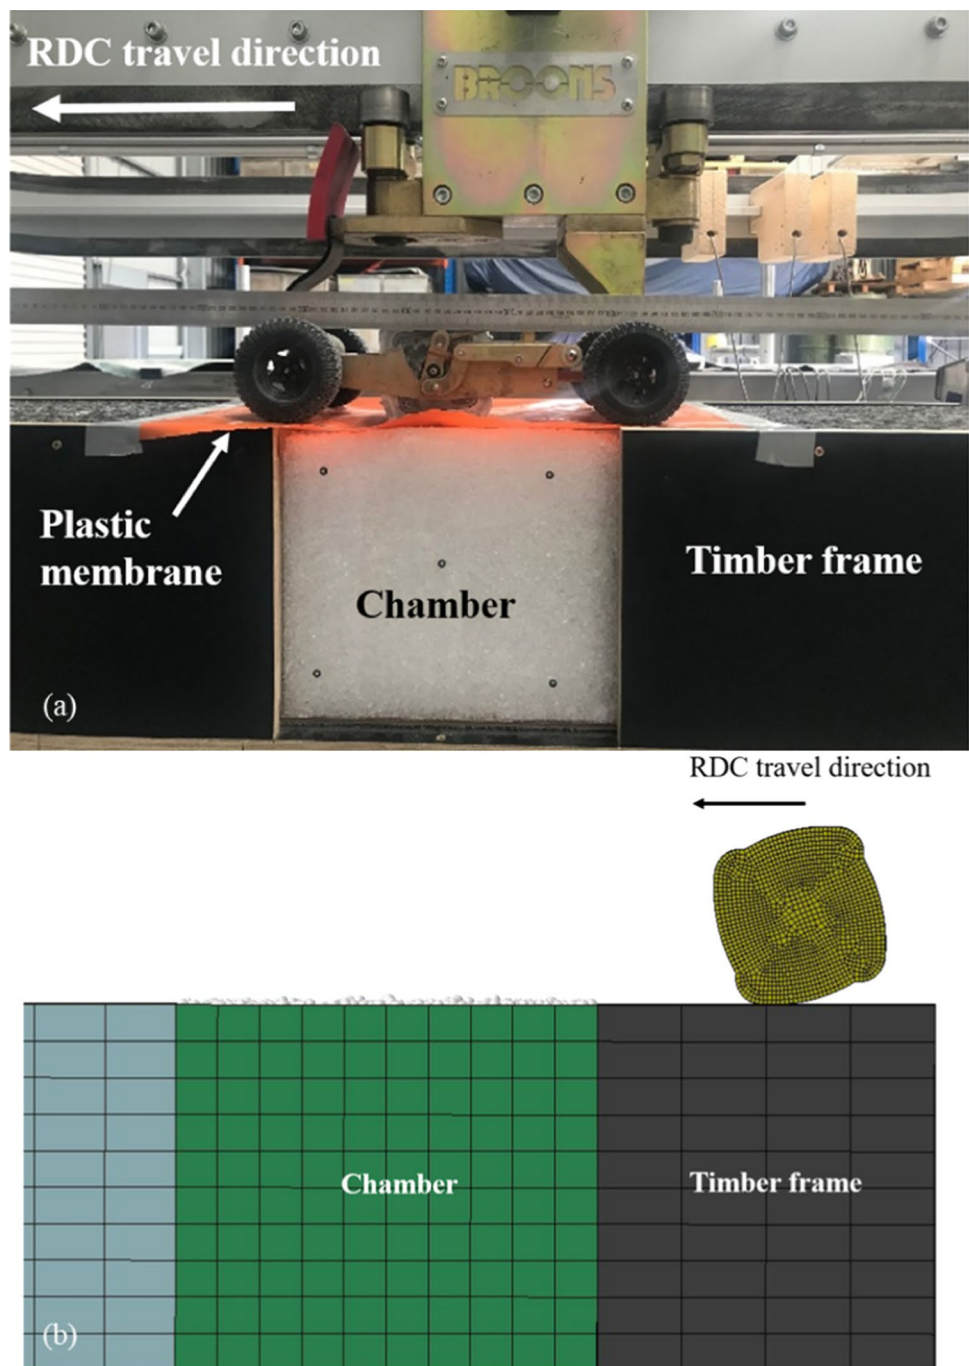 RDC travel direction
BROONS
Plastic
membrane
Chamber
Timber frame
(a)
RDC travel direction
Chamber
Timber frame
(b)